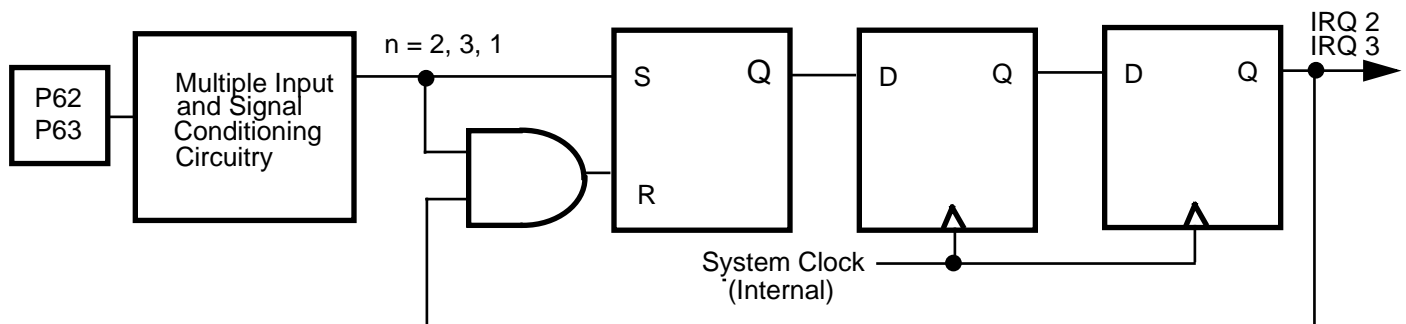 P62
P63
Multiple Input
and Signal
Conditioning
Circuitry
n = 2, 3, 1
S
Q
R
D
Q
D
Q
IRQ 2
IRQ 3
System Clock
(Internal)